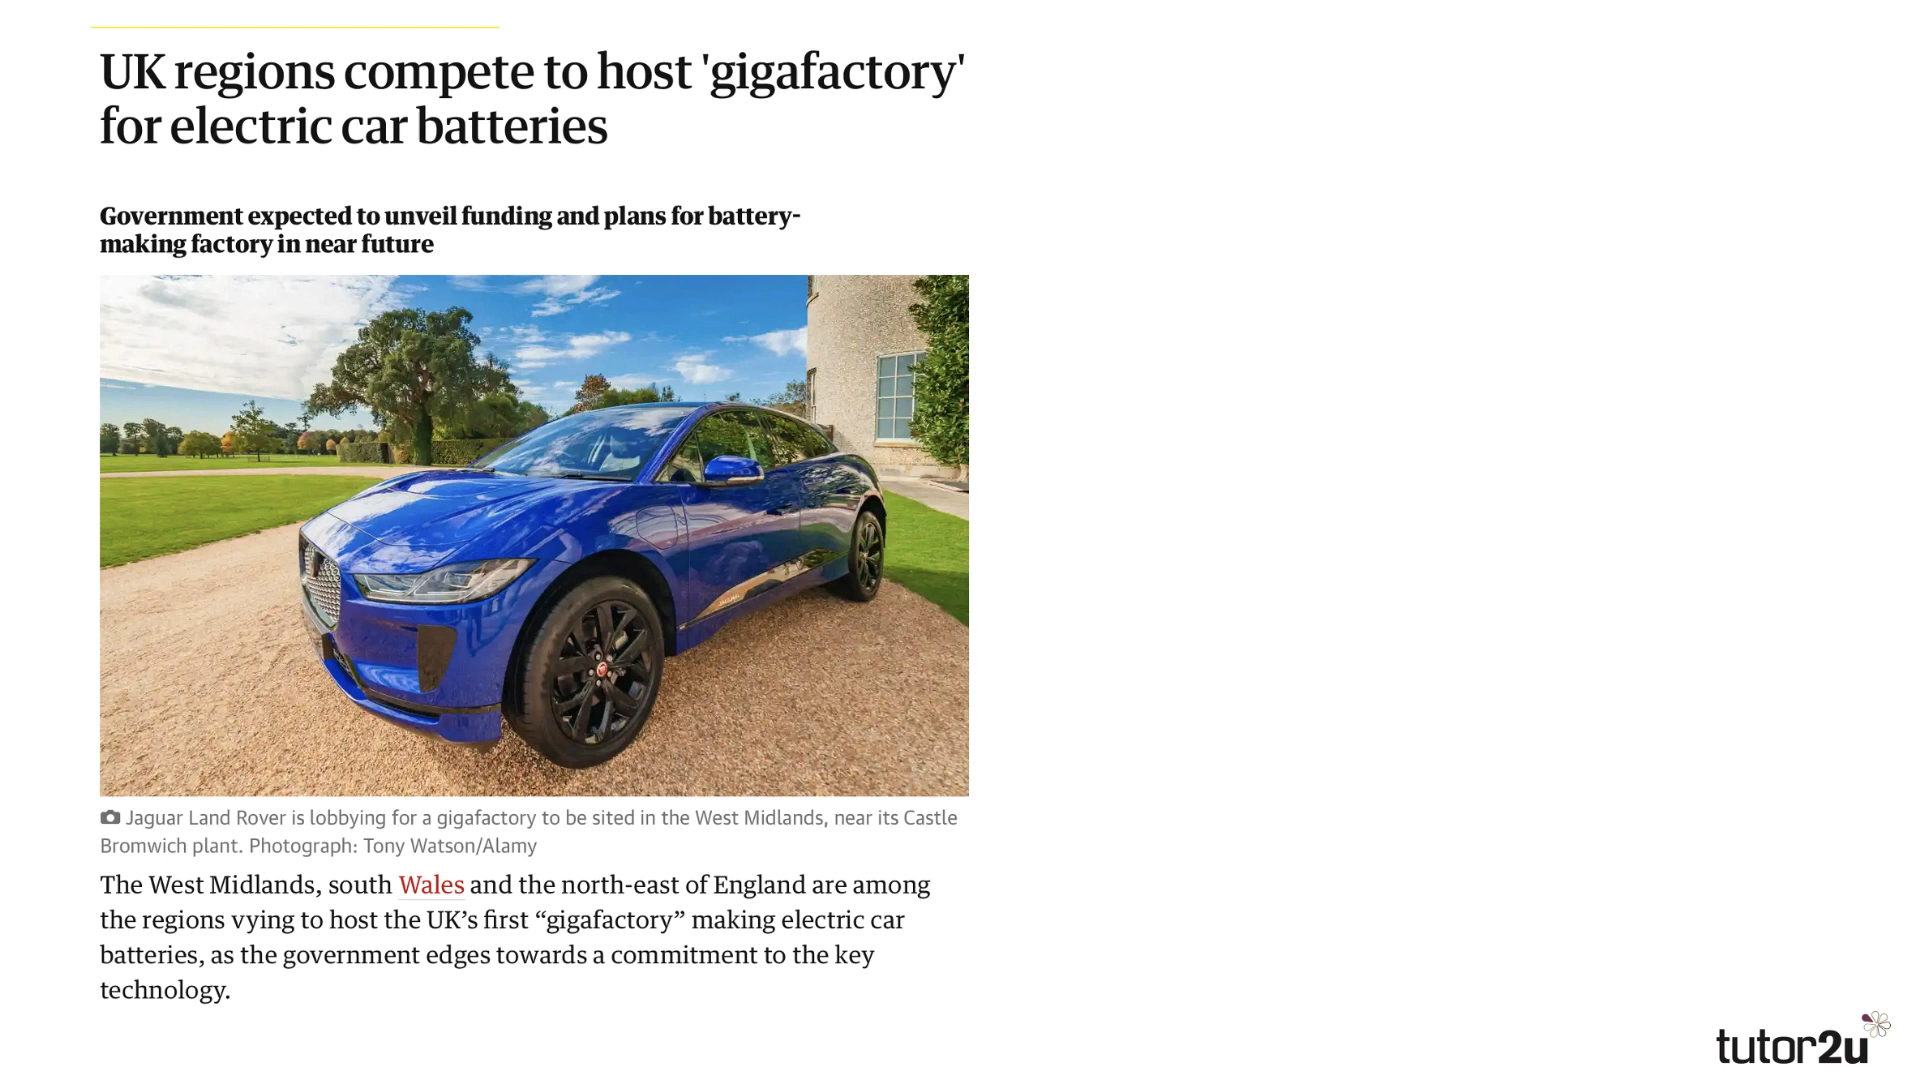 UK regions compete to host 'gigafactory'
for electric car batteries
Government expected to unveil funding and plans for battery-
making factory in near future
Jaguar Land Rover is lobbying for a gigafactory to be sited in the West Midlands, near its Castle
Bromwich plant. Photograph: Tony Watson/Alamy
The West Midlands, south Wales and the north-east of England are among
the regions vying to host the UK’s first “gigafactory” making electric car
batteries, as the government edges towards a commitment to the key
technology.
tutor2u